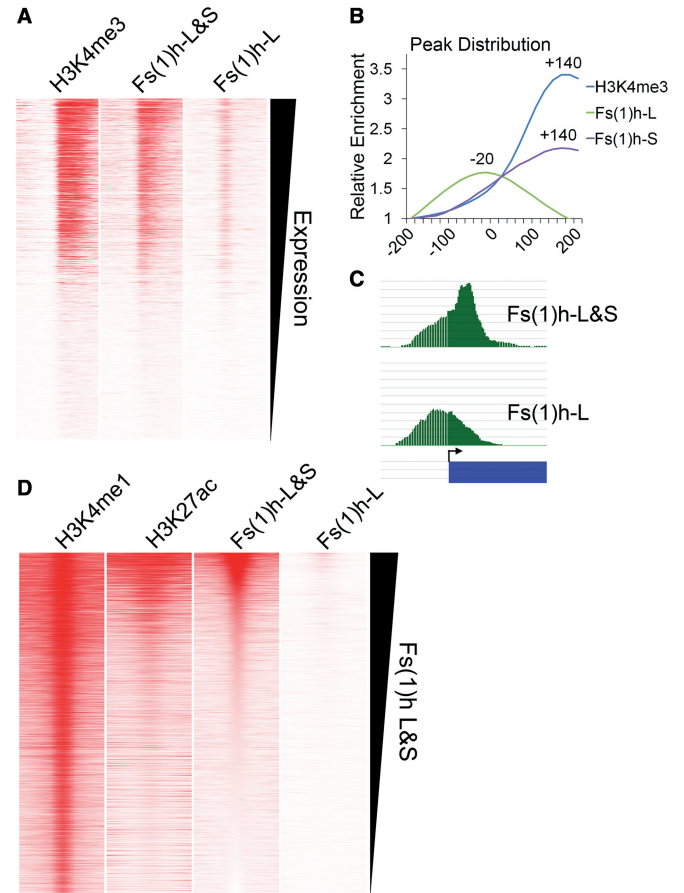 A
H3K4me3
Fs(1)h-L&S
Fs(1)h-L
Expression
B
Peak Distribution
Relative Enrichment
3.5
3
2.5
2
1.5
1
-200
-100
0
100
200
+140
+140
-20
H3K4me3
Fs(1)h-L
Fs(1)h-S
C
Fs(1)h-L&S
Fs(1)h-L
D
H3K4me1
H3K27ac
Fs(1)h-L&S
Fs(1)h-L
Fs(1)h L&S